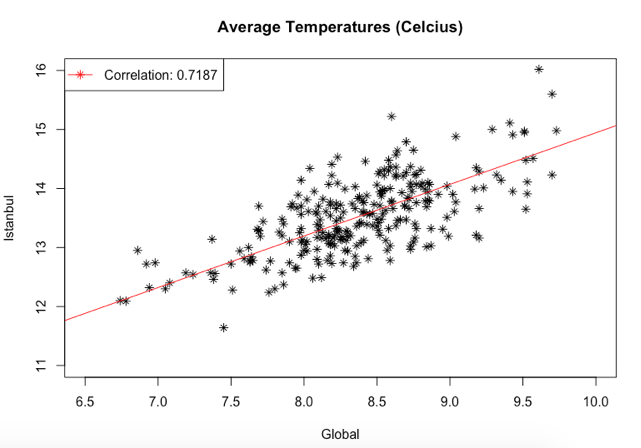 Average Temperatures (Celcius)
Correlation: 0.7187
16
15
14
13
12
11
Istanbul
6.5 7.0 7.5 8.0 8.5 9.0 9.5 10.0
Global